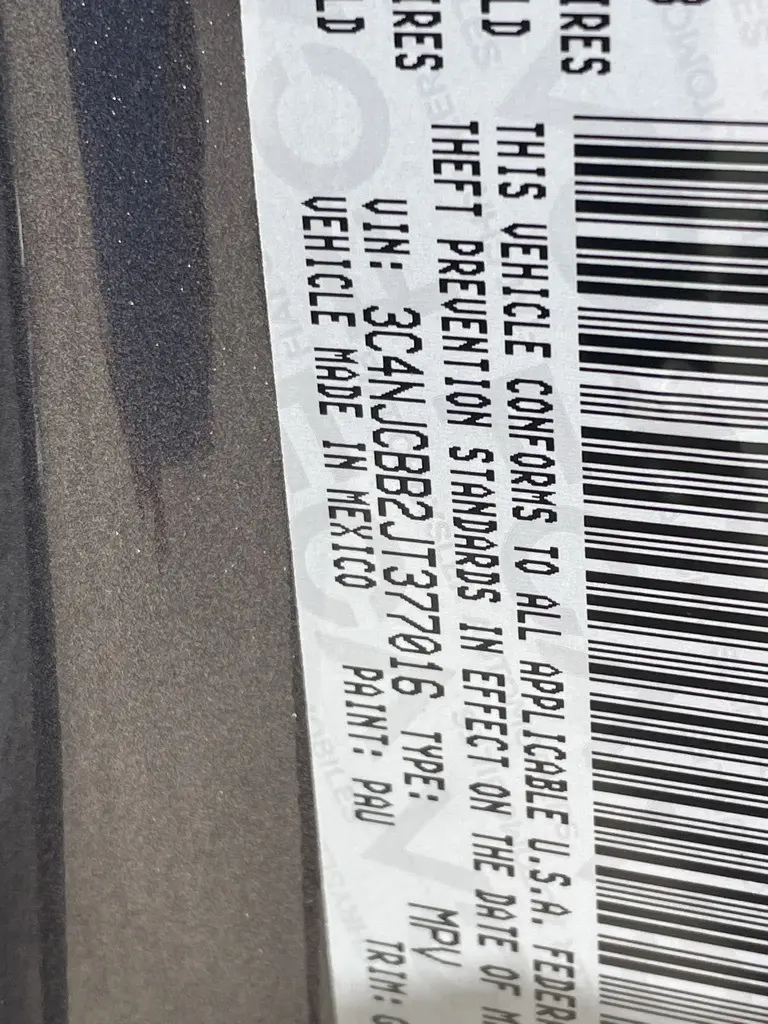 IRES
LD
IRES
LD
THIS VEHICLE CONFORMS TO ALL APPLICABLE U.S.A. FEDER
THEFT PREVENTION STANDARDS IN EFFECT ON THE DATE OF M
VIN: 3C4NJCBB2JT377016 TYPE: MPV
VEHICLE MADE IN MEXICO PAINT: PAU TRIM: